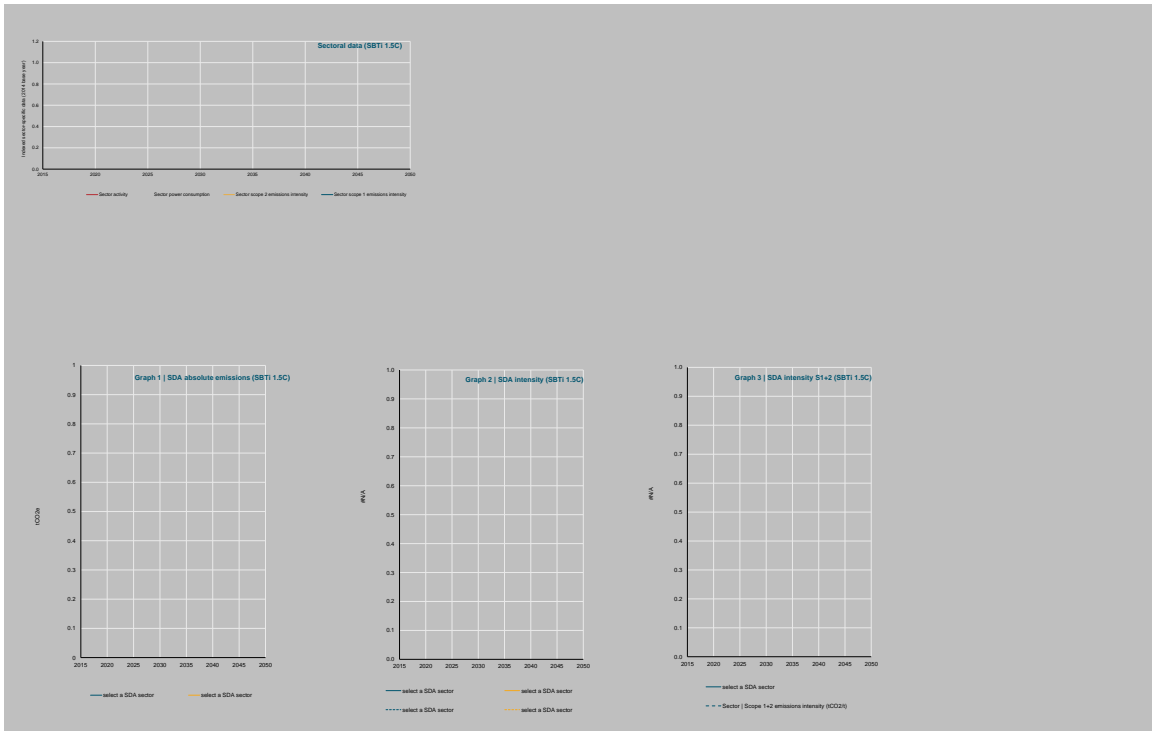 Sectoral data (SBTi 1.5C)
1.2
1.0
0.8
0.6
0.4
0.2
0.0
2015 2020 2025 2030 2035 2040 2045 2050
Sector activity Sector power consumption Sector scope 2 emissions intensity Sector scope 1 emissions intensity
Graph 1 | SDA absolute emissions (SBTi 1.5C)
tCO2e
1
0.9
0.8
0.7
0.6
0.5
0.4
0.3
0.2
0.1
0
2015 2020 2025 2030 2035 2040 2045 2050
select a SDA sector select a SDA sector
Graph 2 | SDA intensity (SBTi 1.5C)
#N/A
1.0
0.9
0.8
0.7
0.6
0.5
0.4
0.3
0.2
0.1
0.0
2015 2020 2025 2030 2035 2040 2045 2050
select a SDA sector select a SDA sector
select a SDA sector select a SDA sector
Graph 3 | SDA intensity S1+2 (SBTi 1.5C)
#N/A
1.0
0.9
0.8
0.7
0.6
0.5
0.4
0.3
0.2
0.1
0.0
2015 2020 2025 2030 2035 2040 2045 2050
select a SDA sector
Sector | Scope 1+2 emissions intensity (tCO2/t)